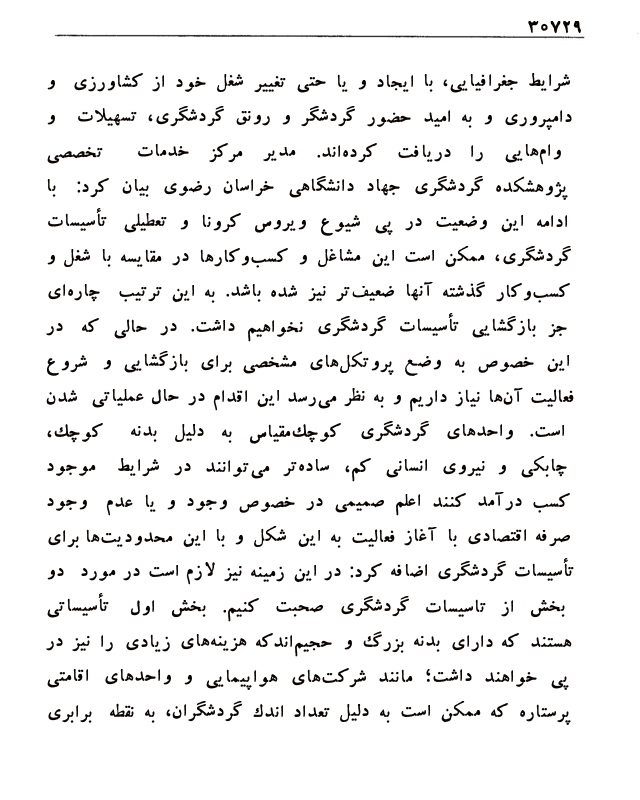 ۳۰۷۲۹
شرایط جغرافیایی، با ایجاد و یا حتی تغییر شغل خود از کشاورزی و
دامپروری و به امید حضور گردشگر و رونق گردشگری، تسهیلات و
وام‌هایی را دریافت کرده‌اند. مدیر مرکز خدمات تخصصی
پژوهشکده گردشگری جهاد دانشگاهی خراسان رضوی بیان کرد: با
ادامه این وضعیت در پی شیوع ویروس کرونا و تعطیلی تأسیسات
گردشگری، ممکن است این مشاغل و کسب‌وکارها در مقایسه با شغل و
کسب‌وکار گذشته آنها ضعیف‌تر نیز شده باشد. به این ترتیب چاره‌ای
جز بازگشایی تأسیسات گردشگری نخواهیم داشت. در حالی که در
این خصوص به وضع پروتکل‌های مشخصی برای بازگشایی و شروع
فعالیت آن‌ها نیاز داریم و به نظر می‌رسد این اقدام در حال عملیاتی شدن
است. واحدهای گردشگری کوچك‌مقیاس به دلیل بدنه کوچك،
چابکی و نیروی انسانی کم، ساده‌تر می‌توانند در شرایط موجود
کسب درآمد کنند اعلم صمیمی در خصوص وجود و یا عدم وجود
صرفه اقتصادی با آغاز فعالیت به این شکل و با این محدودیت‌ها برای
تأسیسات گردشگری اضافه کرد: در این زمینه نیز لازم است در مورد دو
بخش از تاسیسات گردشگری صحبت کنیم. بخش اول تأسیساتی
هستند که دارای بدنه بزرگ و حجیم‌اندکه هزینه‌های زیادی را نیز در
پی خواهند داشت؛ مانند شرکت‌های هواپیمایی و واحدهای اقامتی
پرستاره که ممکن است به دلیل تعداد اندك گردشگران، به نقطه برابری